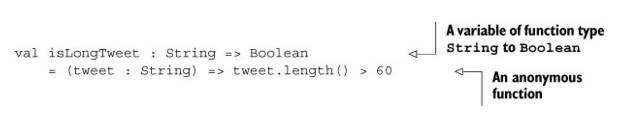 val isLongTweet : String => Boolean
= (tweet : String) => tweet.length() > 60
A variable of function type
String to Boolean
An anonymous
function